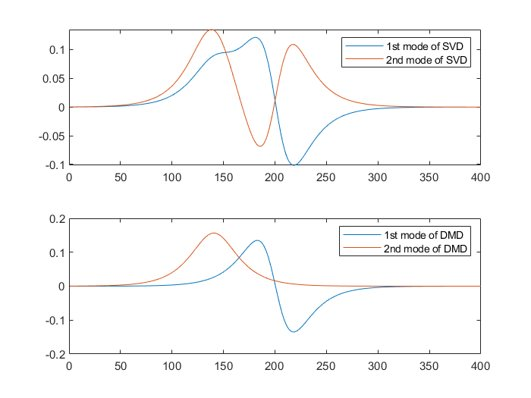 0.1
0.05
0
-0.05
-0.1
1st mode of SVD
2nd mode of SVD
0 50 100 150 200 250 300 350 400
0.2
0.1
0
-0.1
-0.2
1st mode of DMD
2nd mode of DMD
0 50 100 150 200 250 300 350 400